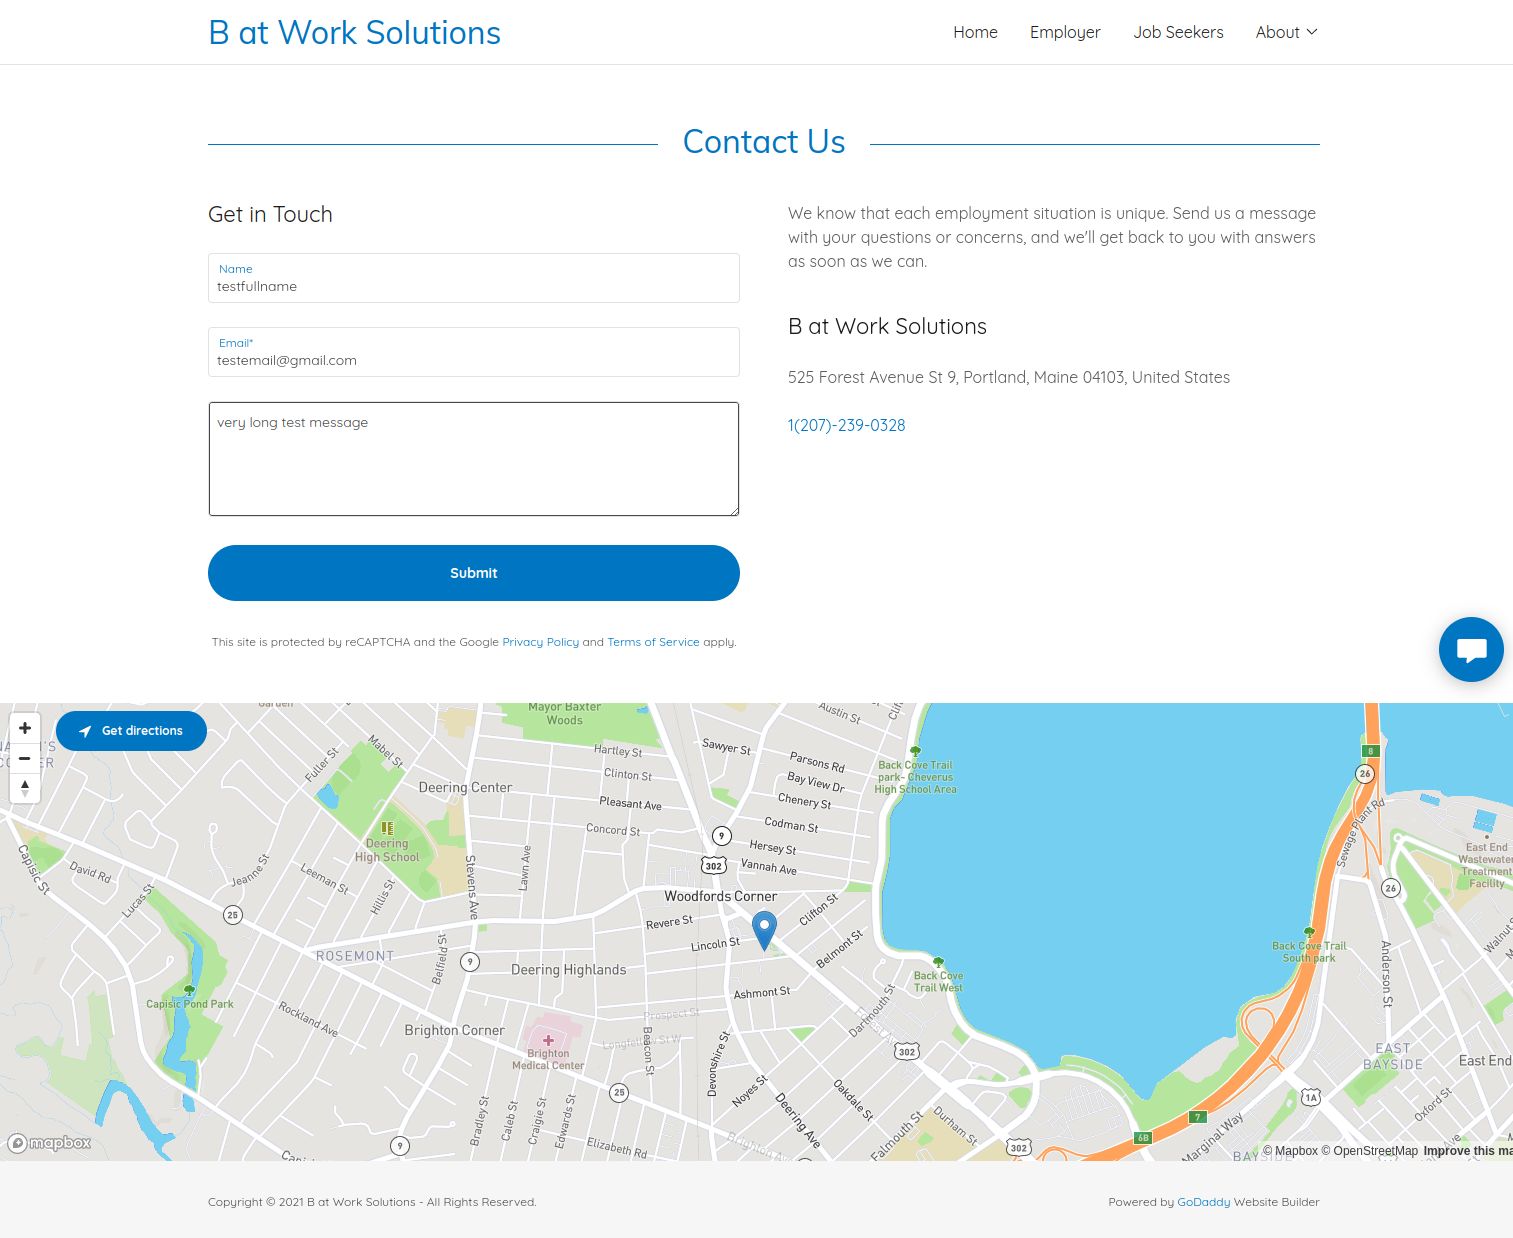 B at Work Solutions
Home
Employer
Job Seekers
About
Contact Us
Get in Touch
Name
testfullname
Email*
testemail@gmail.com
very long test message
Submit
This site is protected by reCAPTCHA and the Google Privacy Policy and Terms of Service apply.
We know that each employment situation is unique. Send us a message
with your questions or concerns, and we'll get back to you with answers
as soon as we can.
B at Work Solutions
525 Forest Avenue St 9, Portland, Maine 04103, United States
1(207)-239-0328
Get directions
Mayor Baxter
Woods
Austin St
Mabel St
Fuller St
Hartley St
Sawyer St
Parsons Rd
Back Cove Trail
park- Cheverus
High School Area
8
26
Clinton St
Bay View Dr
Deering Center
Pleasant Ave
Chenery St
Codman St
Concord St
9
Hersey St
Sewage Plant Rd
Deering
High School
302
Vannah Ave
East End
Wastewater
Treatment
Facility
Capisic St
David Rd
Jeanne St
Leeman St
Hillis St
Stevens Ave
Lawn Ave
Woodfords Corner
26
Lucas St
25
Revere St
Clifton St
Lincoln St
Belmont St
ROSEMONT
Belfield St
9
Deering Highlands
Back Cove Trail
South park
Anderson St
Back Cove
Trail West
Capisic Pond Park
Ashmont St
Dartmouth St
Rockland Ave
Brighton Corner
Prospect St
Longfellow St W
Beacon St
Brighton
Medical Center
302
EAST
BAYSIDE
East End
Devonshire St
Noyes St
Oakdale St
25
Deering Ave
1A
Oxford St
Bradley St
Caleb St
Craigie St
Edwards St
Elizabeth Rd
Falmouth St
Durham St
7
6B
Marginal Way
302
9
mapbox
© Mapbox © OpenStreetMap Improve this ma
Copyright © 2021 B at Work Solutions - All Rights Reserved.
Powered by GoDaddy Website Builder